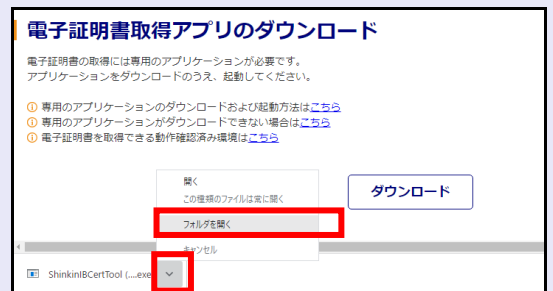 電子証明書取得アプリのダウンロード
電子証明書の取得には専用のアプリケーションが必要です。
アプリケーションをダウンロードのうえ、起動してください。
専用のアプリケーションのダウンロードおよび起動方法はこちら
専用のアプリケーションがダウンロードできない場合はこちら
電子証明書を取得できる動作確認済み環境はこちら
開く
この種類のファイルは常に開く
フォルダを開く
キャンセル
ダウンロード
ShinkinIBCertTool (....exe